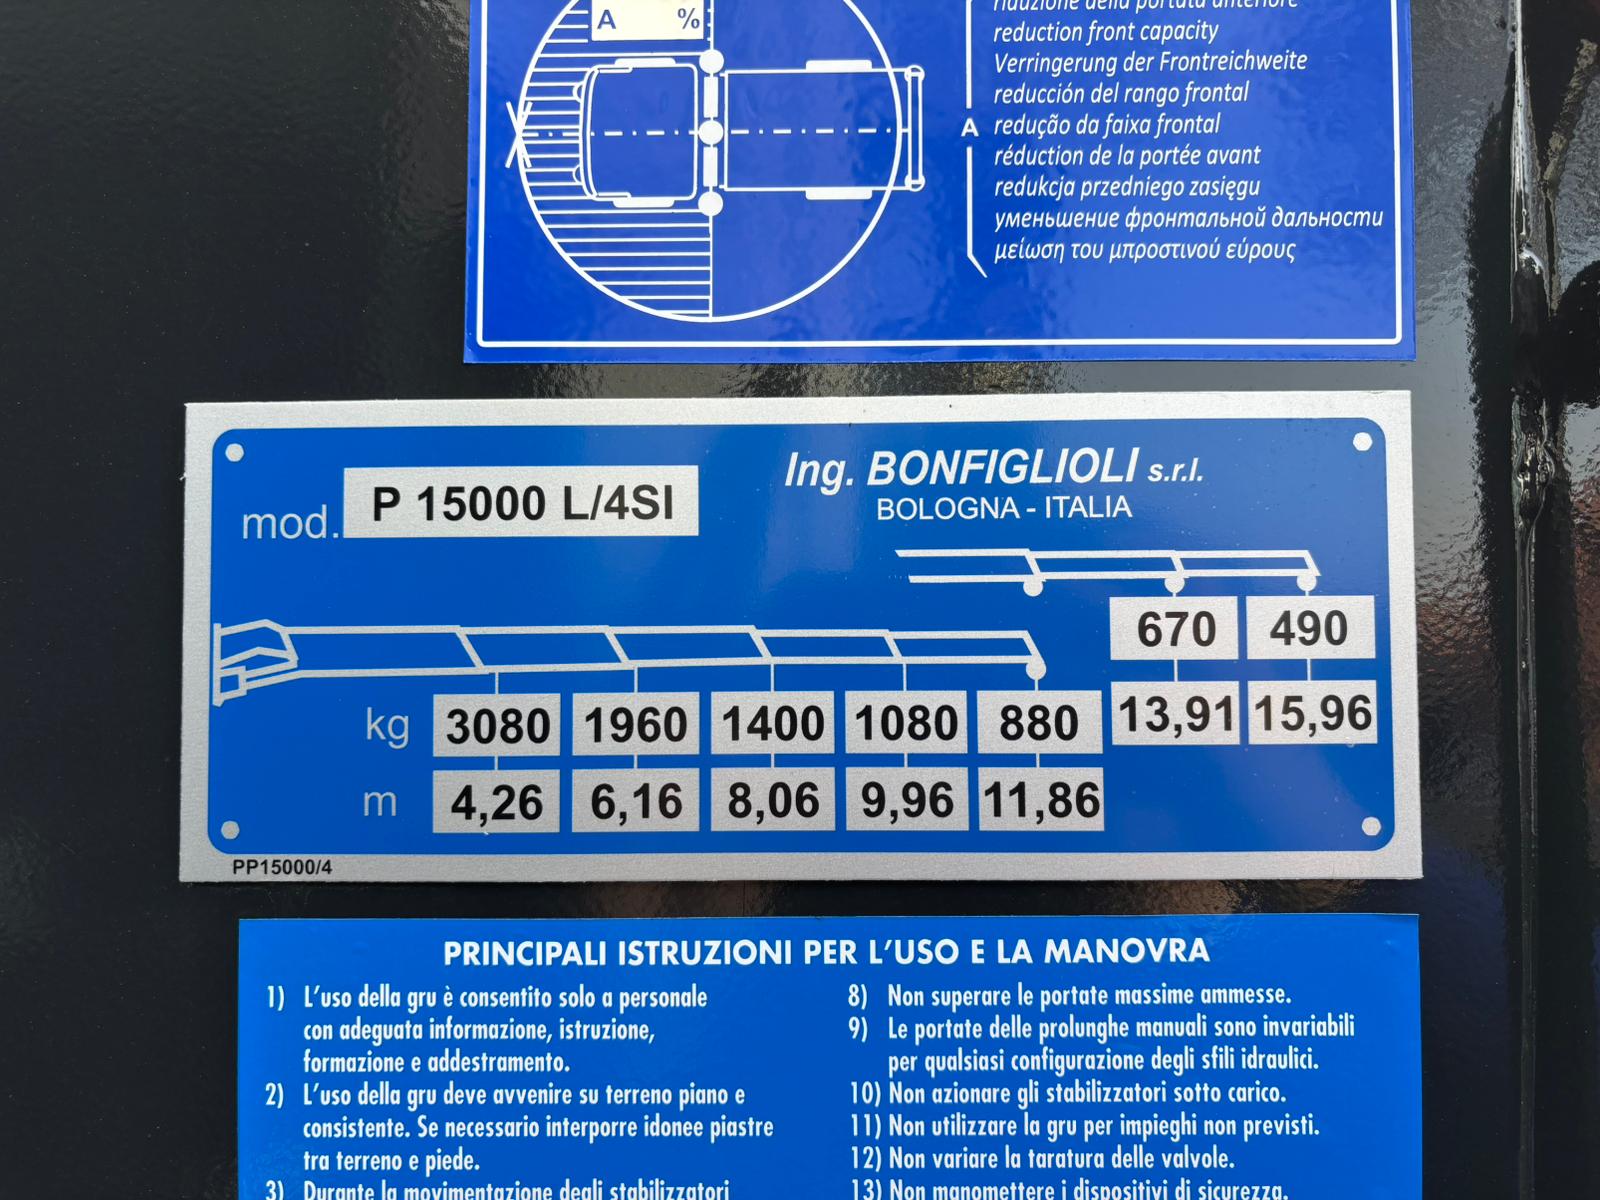 A %
riduzione della portata anteriore
reduction front capacity
Verringerung der Frontreichweite
reducción del rango frontal
A redução da faixa frontal
réduction de la portée avant
redukcja przedniego zasięgu
уменьшение фронтальной дальности
μείωση του μπροστινού εύρους
mod. P 15000 L/4SI
Ing. BONFIGLIOLI s.r.l.
BOLOGNA - ITALIA
670 490
13,91 15,96
kg 3080 1960 1400 1080 880
m 4,26 6,16 8,06 9,96 11,86
PP15000/4
PRINCIPALI ISTRUZIONI PER L'USO E LA MANOVRA
1) L'uso della gru è consentito solo a personale
con adeguata informazione, istruzione,
formazione e addestramento.
2) L'uso della gru deve avvenire su terreno piano e
consistente. Se necessario interporre idonee piastre
tra terreno e piede.
3) Durante la movimentazione degli stabilizzatori
8) Non superare le portate massime ammesse.
9) Le portate delle prolunghe manuali sono invariabili
per qualsiasi configurazione degli sfili idraulici.
10) Non azionare gli stabilizzatori sotto carico.
11) Non utilizzare la gru per impieghi non previsti.
12) Non variare la taratura delle valvole.
13) Non manomettere i dispositivi di sicurezza.